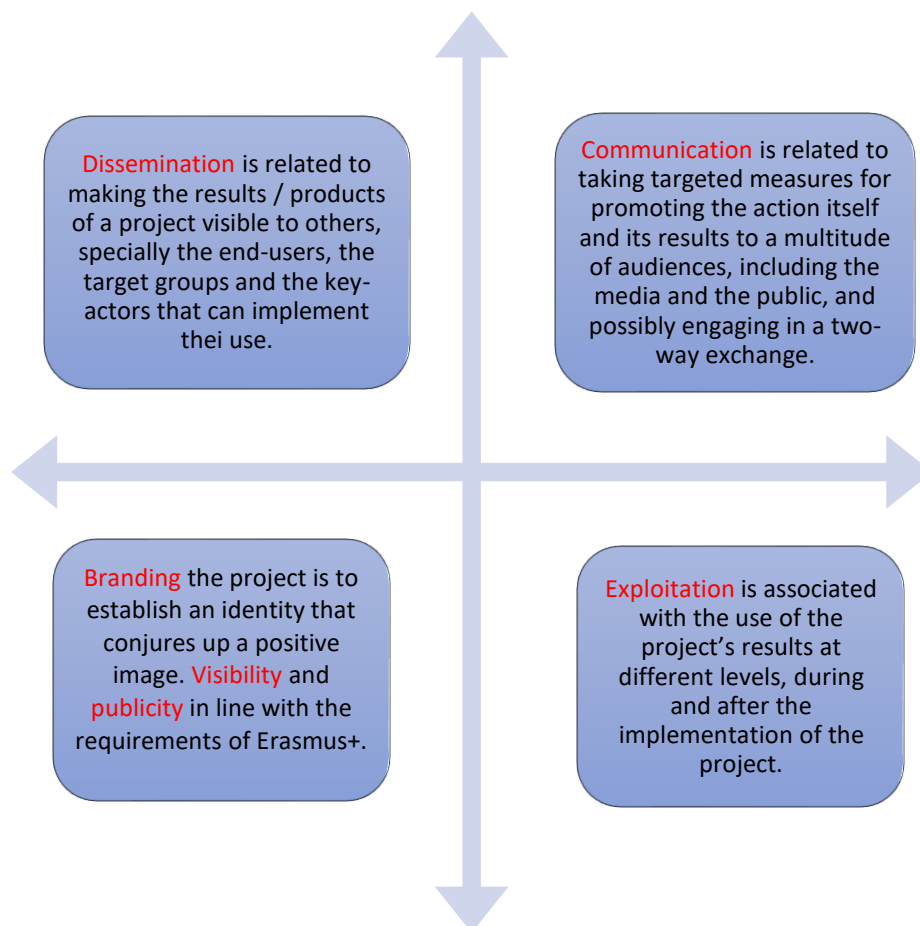 Dissemination is related to
making the results / products
of a project visible to others,
specially the end-users, the
target groups and the key-
actors that can implement
thei use.
Communication is related to
taking targeted measures for
promoting the action itself
and its results to a multitude
of audiences, including the
media and the public, and
possibly engaging in a two-
way exchange.
Branding the project is to
establish an identity that
conjures up a positive
image. Visibility and
publicity in line with the
requirements of Erasmus+.
Exploitation is associated
with the use of the
project’s results at
different levels, during
and after the
implementation of the
project.